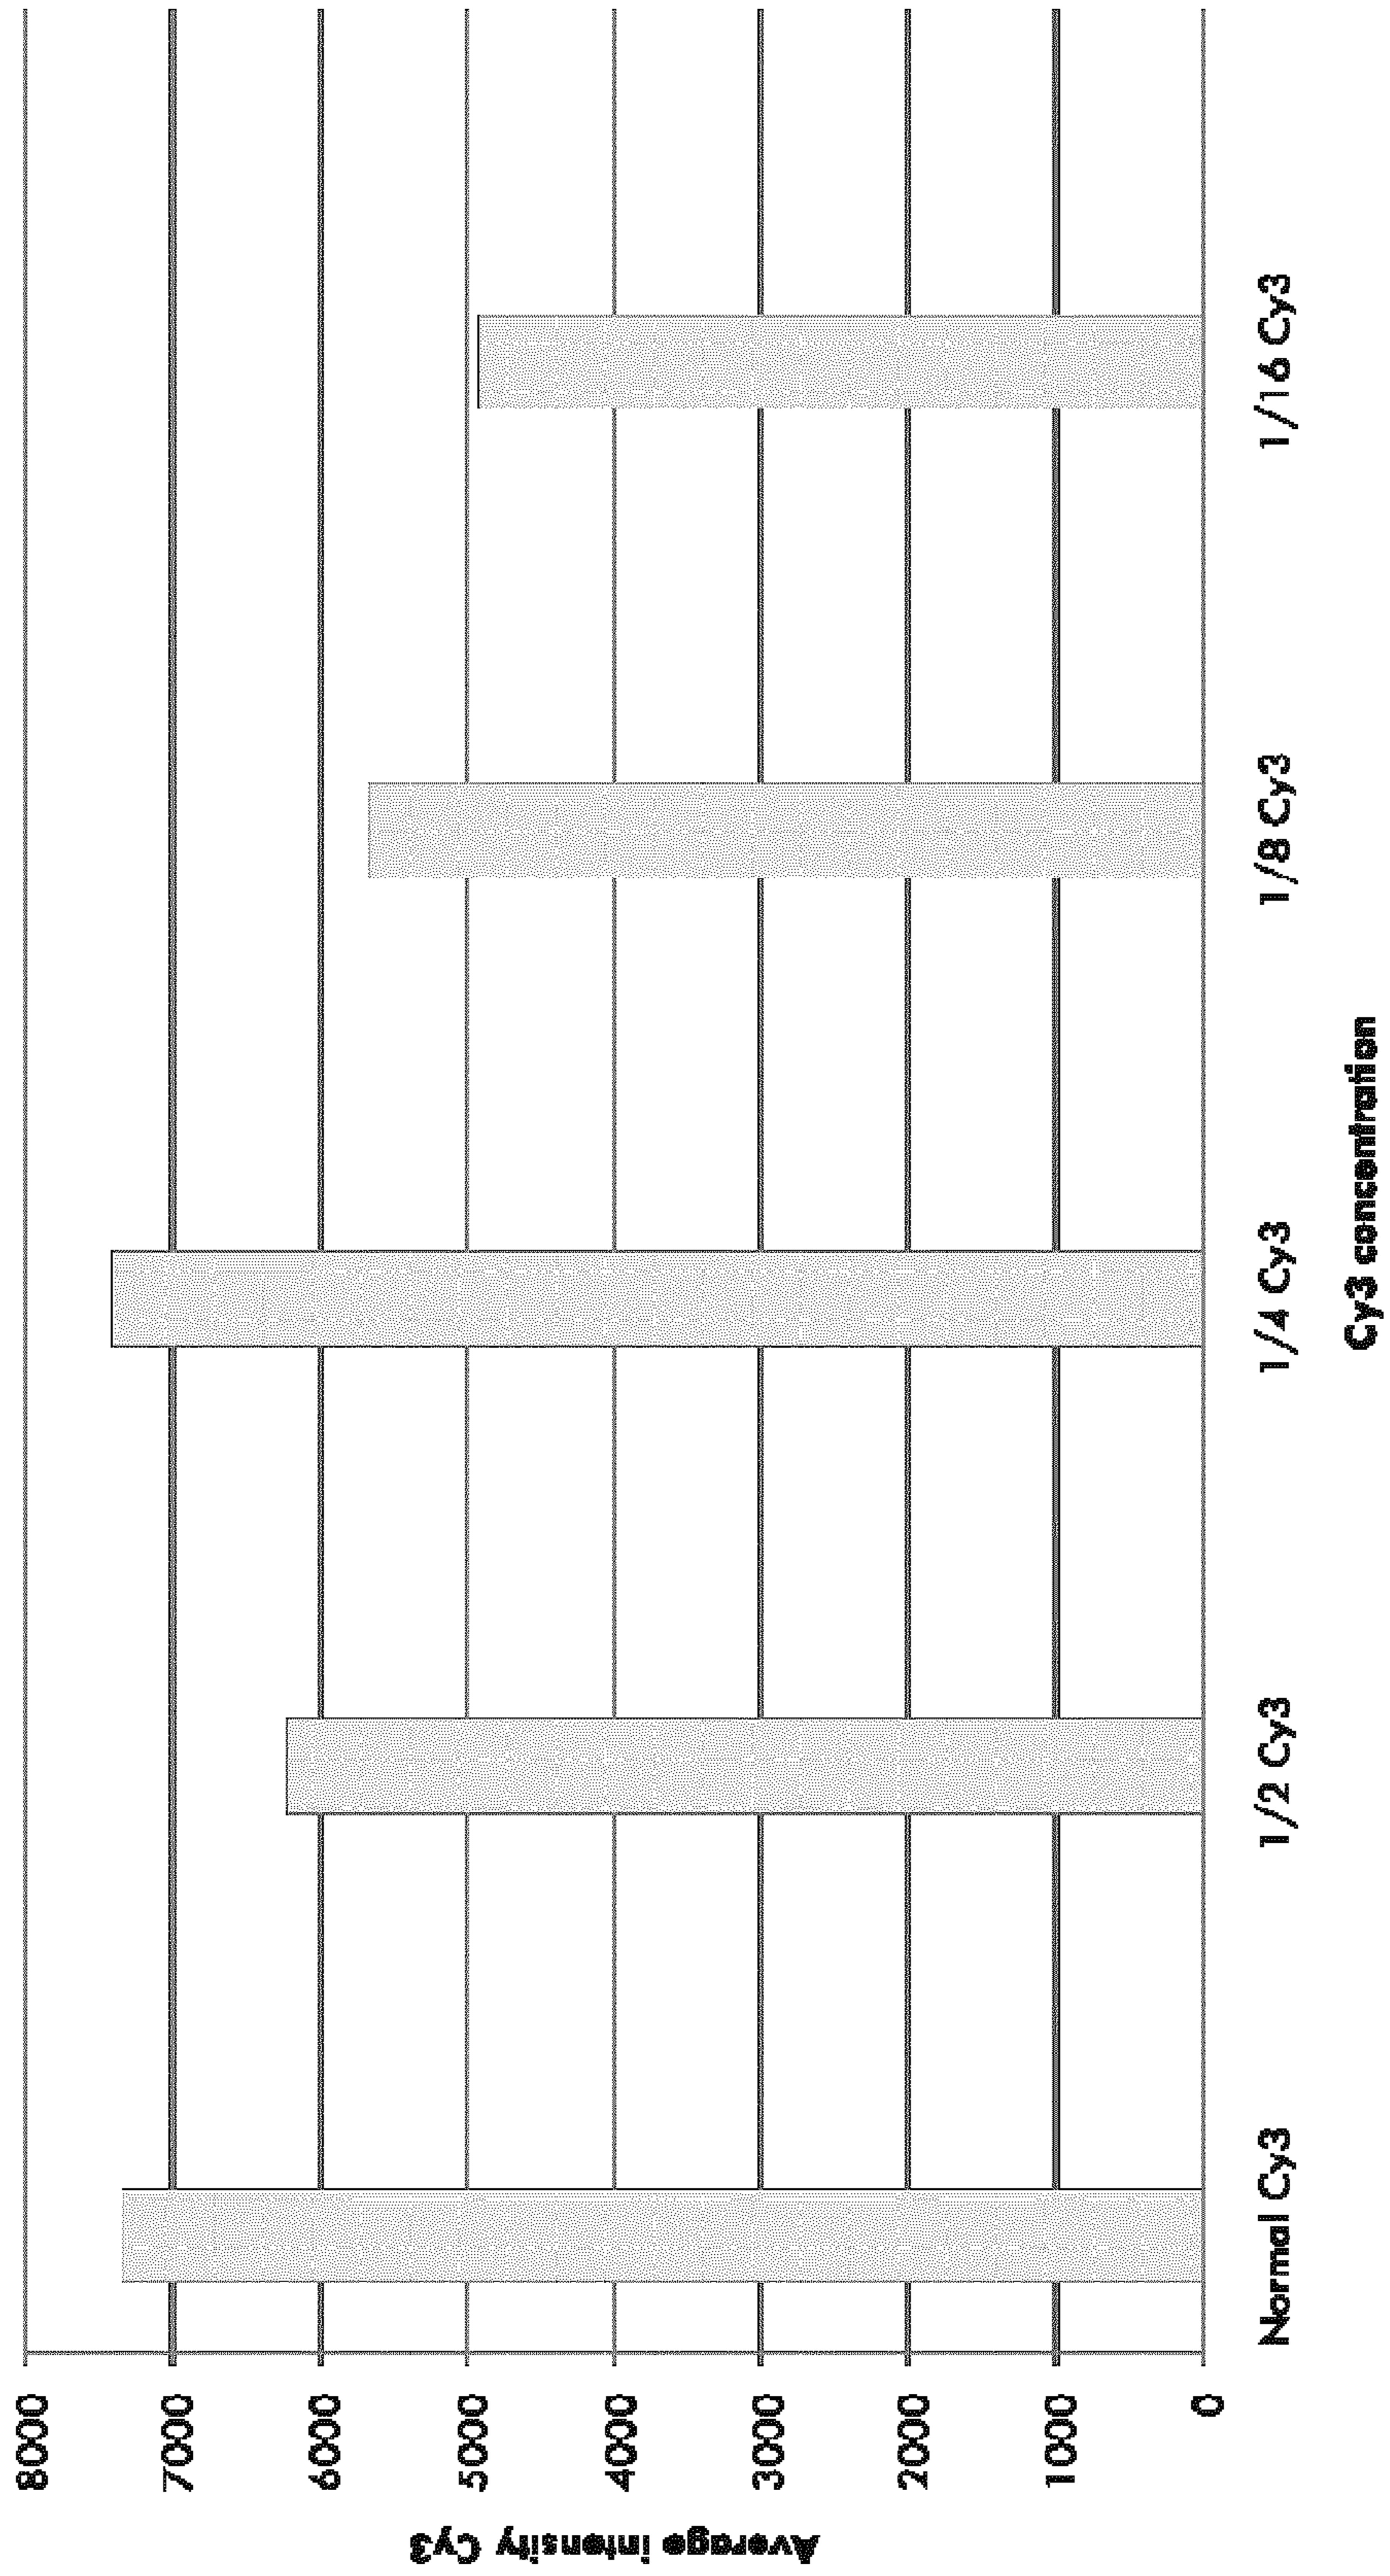 Average intensity Cy3
8000
7000
6000
5000
4000
3000
2000
1000
0
Normal Cy3
1/2 Cy3
1/4 Cy3
1/8 Cy3
1/16 Cy3
Cy3 concentration